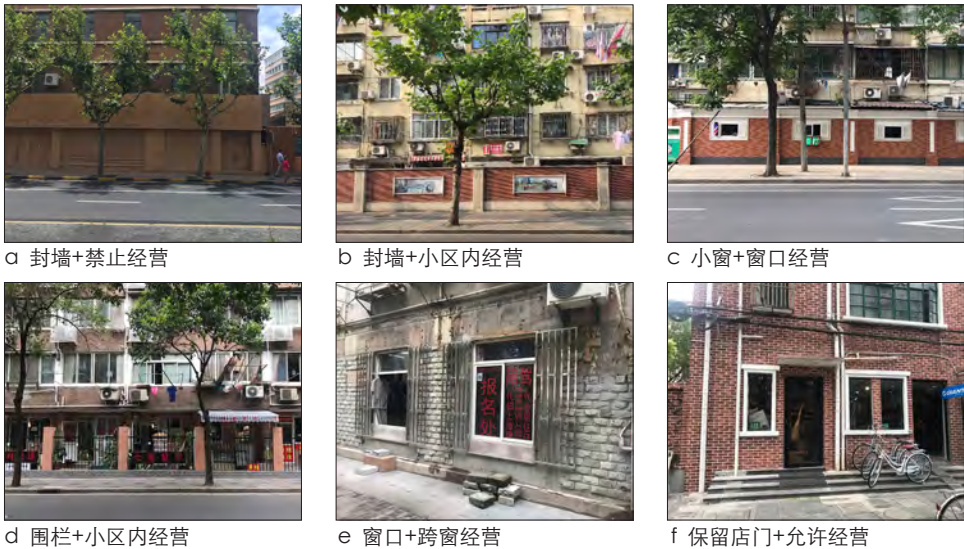 a 封墙+禁止经营
b 封墙+小区内经营
c 小窗+窗口经营
报名处
d 围栏+小区内经营
e 窗口+跨窗经营
f 保留店门+允许经营